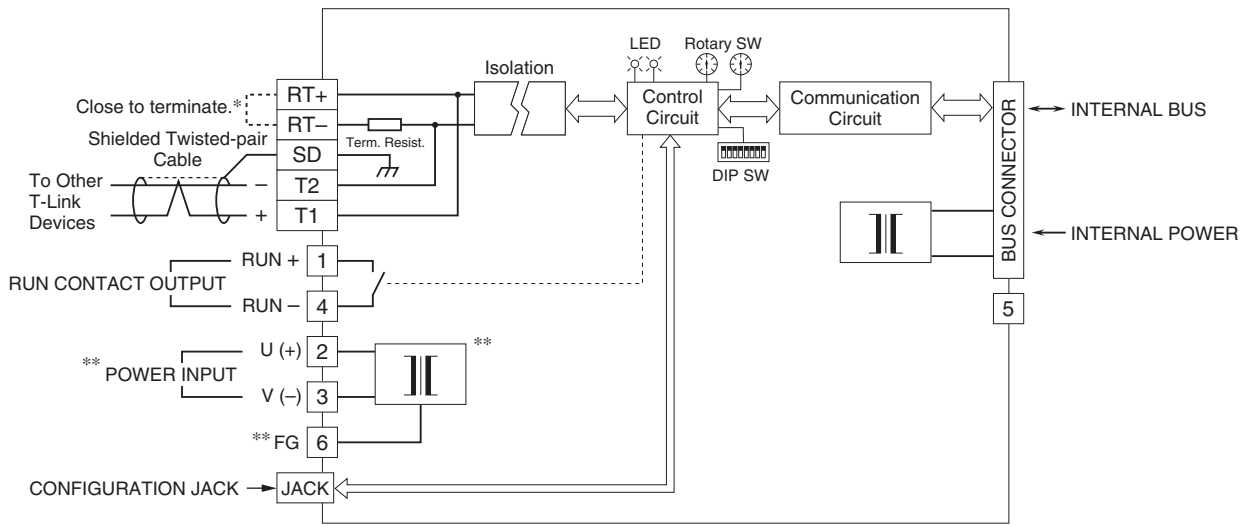 LED
Rotary SW
Isolation
Close to terminate.*
RT+
RT–
Term. Resist.
Control
Circuit
Communication
Circuit
DIP SW
BUS CONNECTOR
INTERNAL BUS
Shielded Twisted-pair
Cable
SD
To Other
T-Link
Devices
–
T2
+
T1
INTERNAL POWER
RUN CONTACT OUTPUT
RUN +
1
RUN –
4
5
** POWER INPUT
U (+)
2
V (–)
3
**
** FG
6
CONFIGURATION JACK
JACK